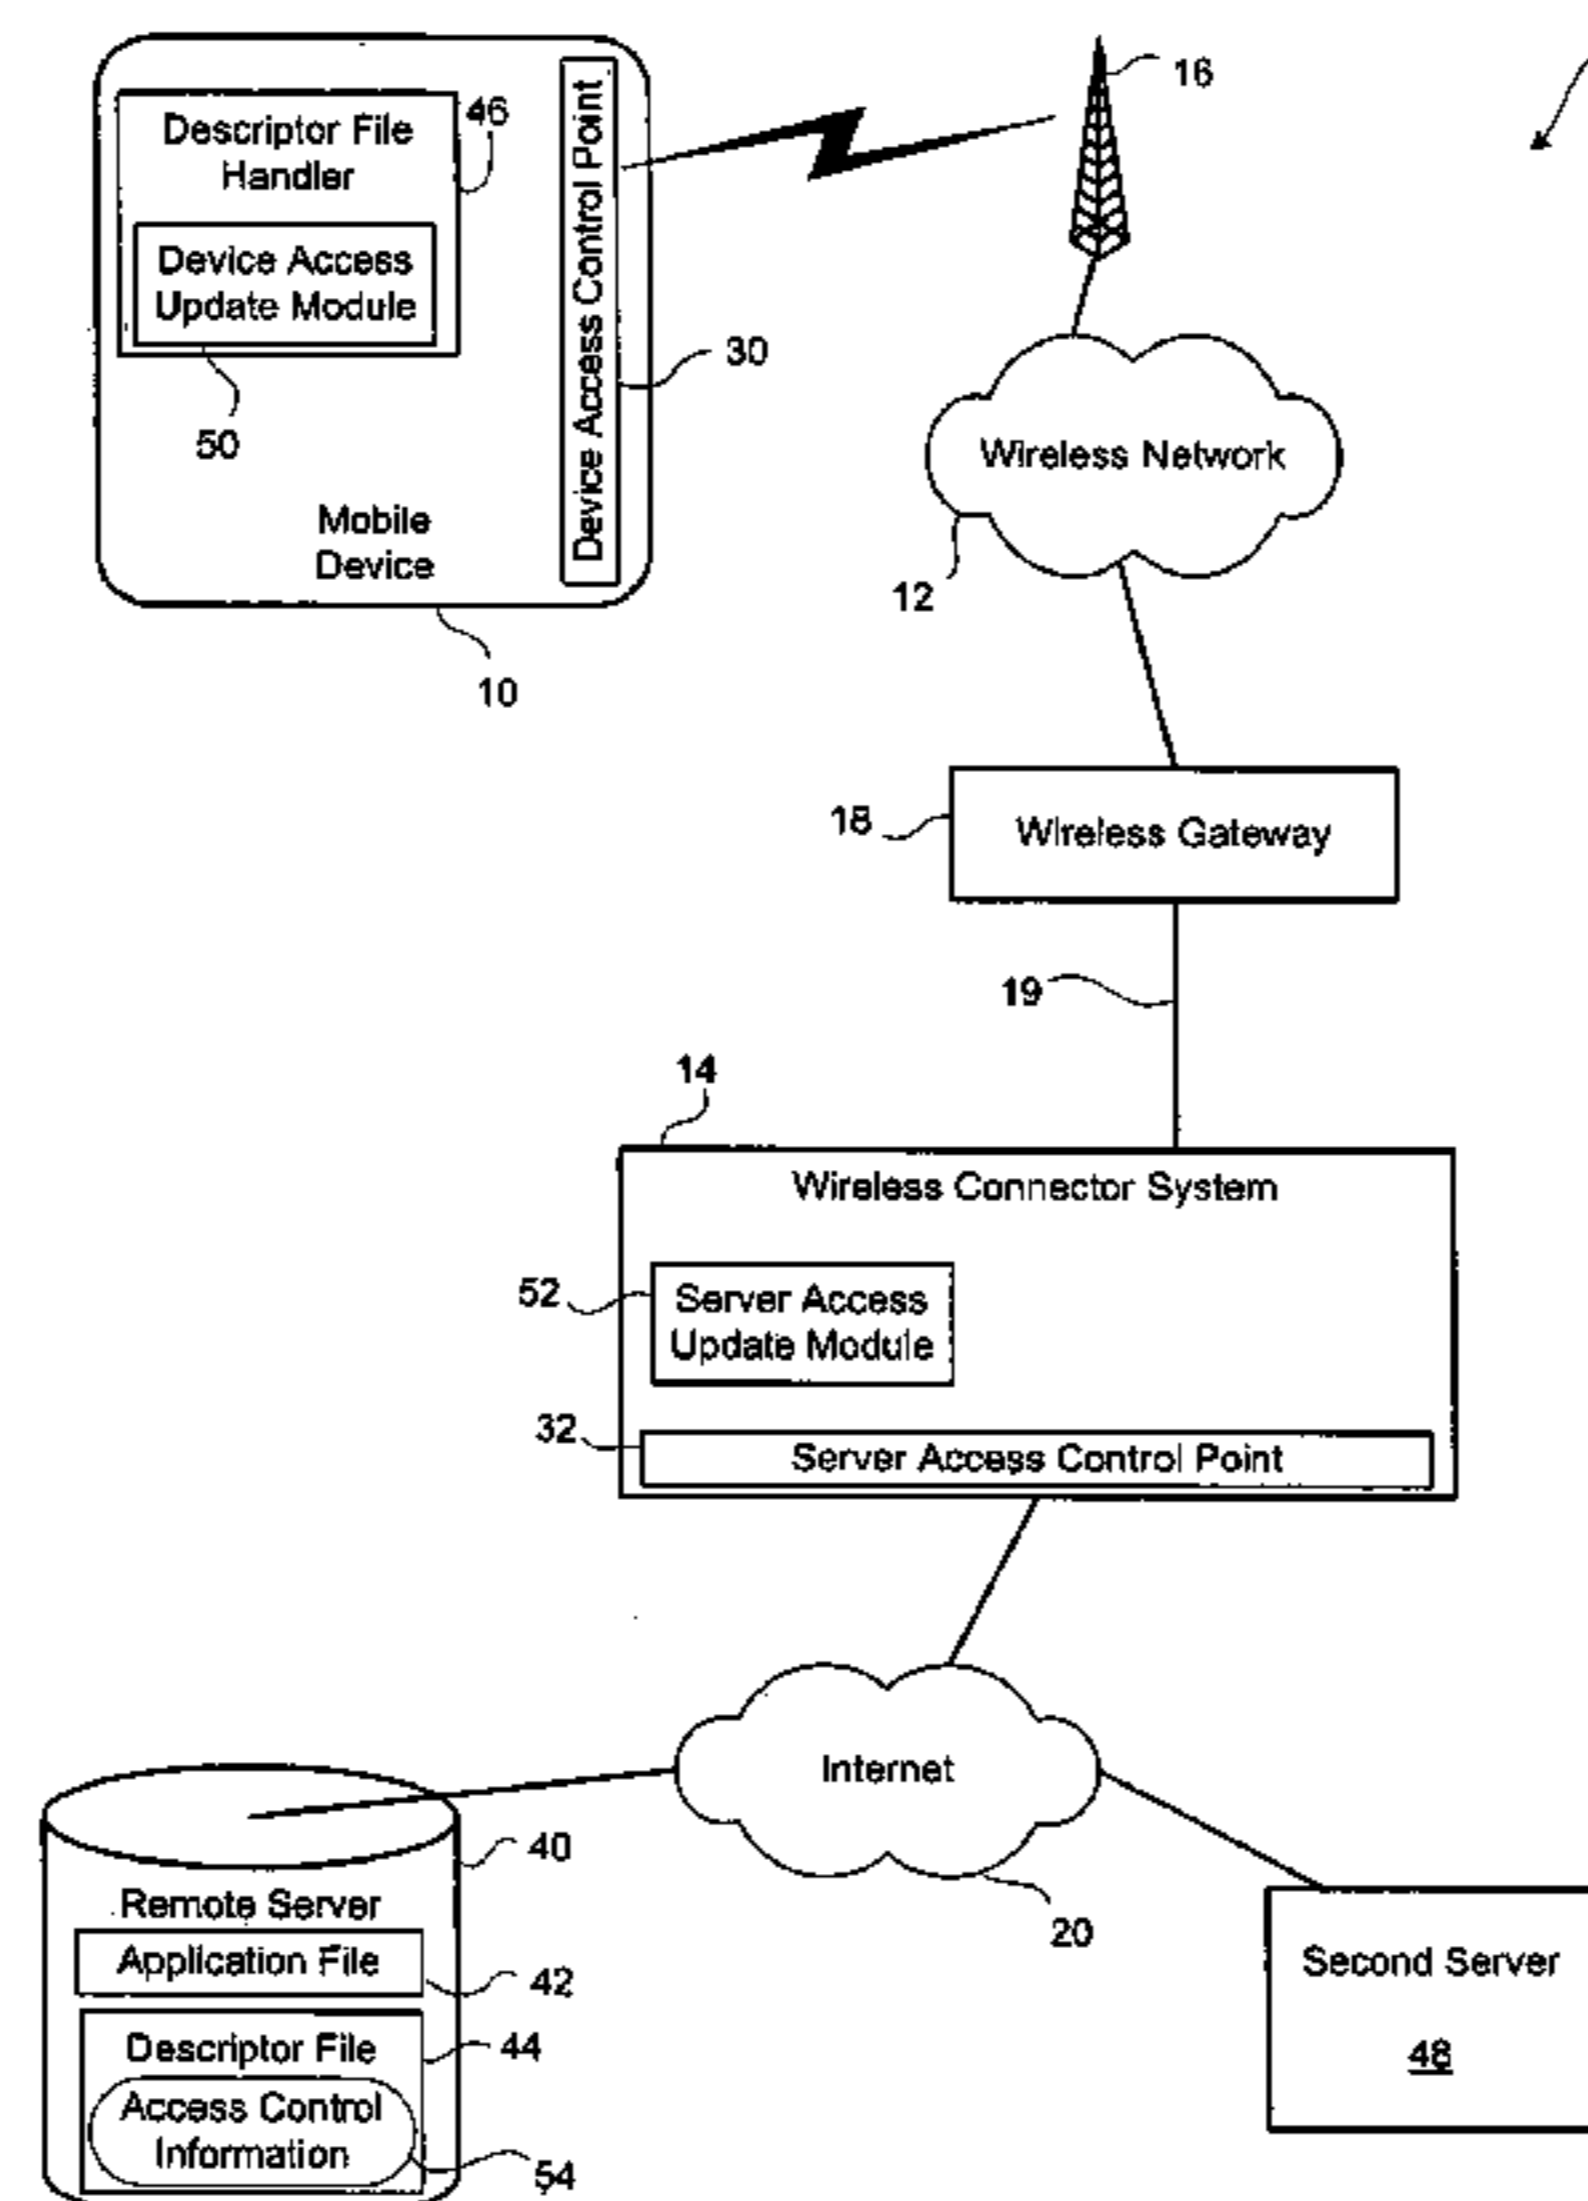 16
46
Descriptor File
Handler
Device Access
Update Module
Device Access Control Point
30
50
Wireless Network
Mobile
Device
12
10
18
Wireless Gateway
19
14
Wireless Connector System
52
Server Access
Update Module
32
Server Access Control Point
Internet
40
Remote Server
20
Application File
42
Second Server
Descriptor File
44
48
Access Control
Information
54